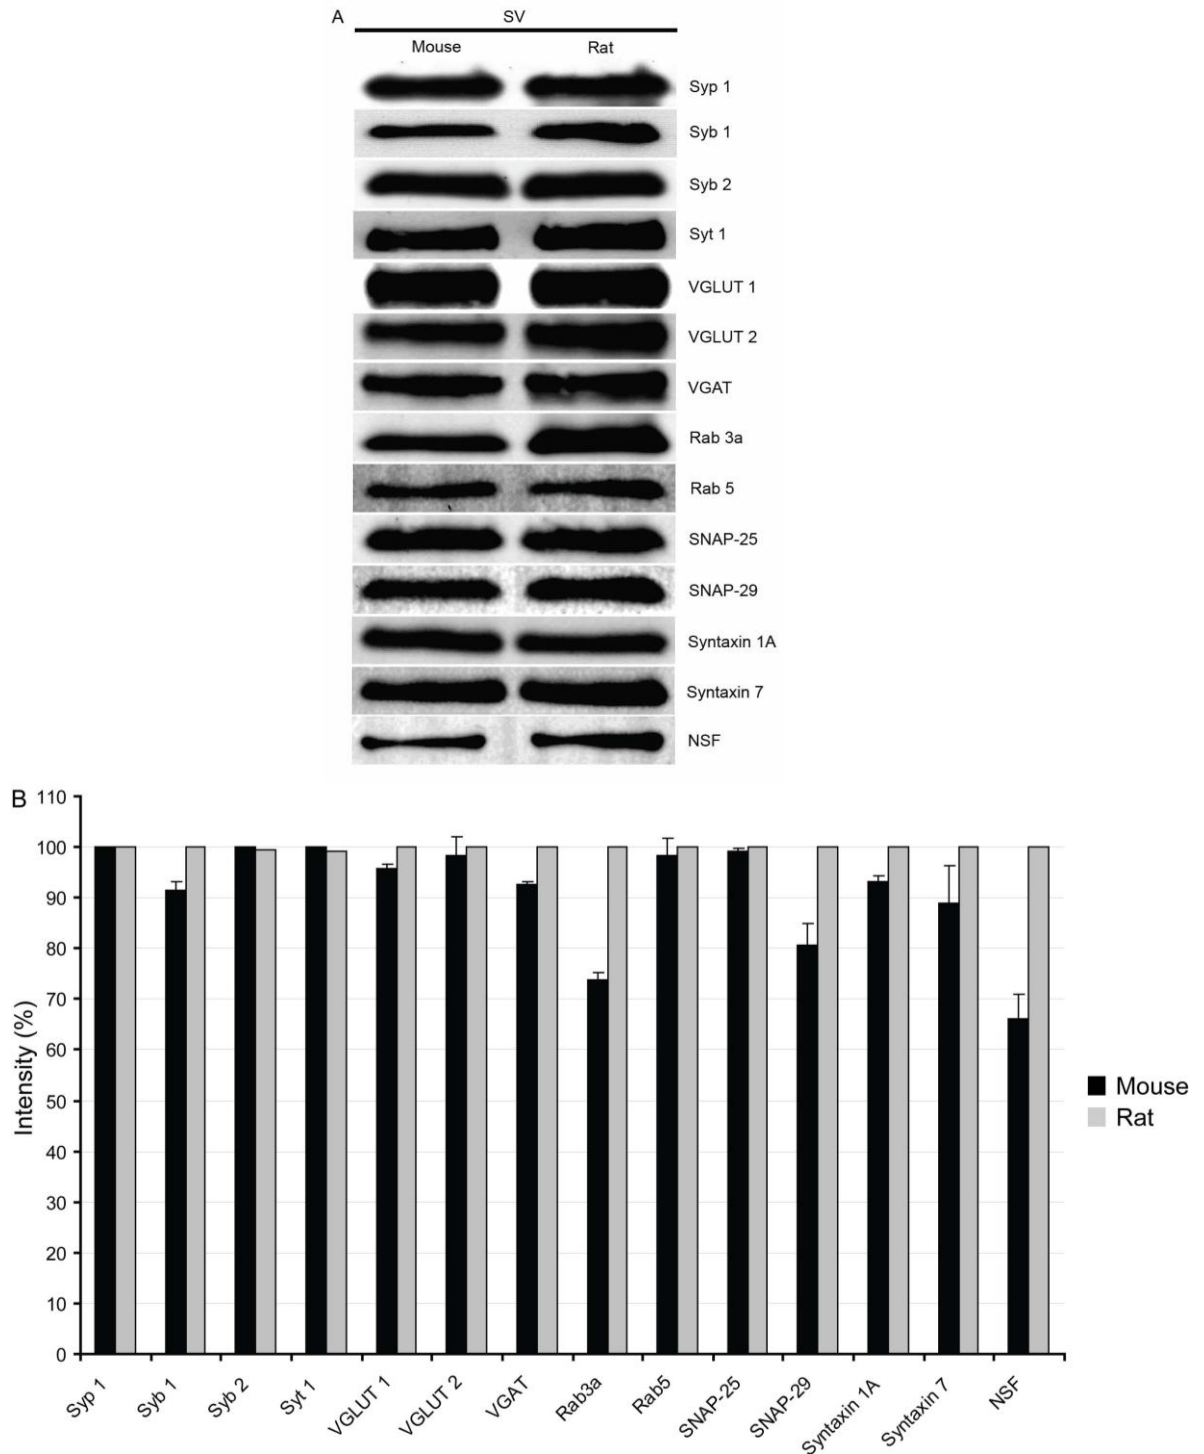 A
SV
Mouse Rat
Syp 1
Syb 1
Syb 2
Syt 1
VGLUT 1
VGLUT 2
VGAT
Rab 3a
Rab 5
SNAP-25
SNAP-29
Syntaxin 1A
Syntaxin 7
NSF
B
Intensity (%)
110
100
90
80
70
60
50
40
30
20
10
0
Syp 1 Syb 1 Syb 2 Syt 1 VGLUT 1 VGLUT 2 VGAT Rab3a Rab5 SNAP-25 SNAP-29 Syntaxin 1A Syntaxin 7 NSF
Mouse
Rat